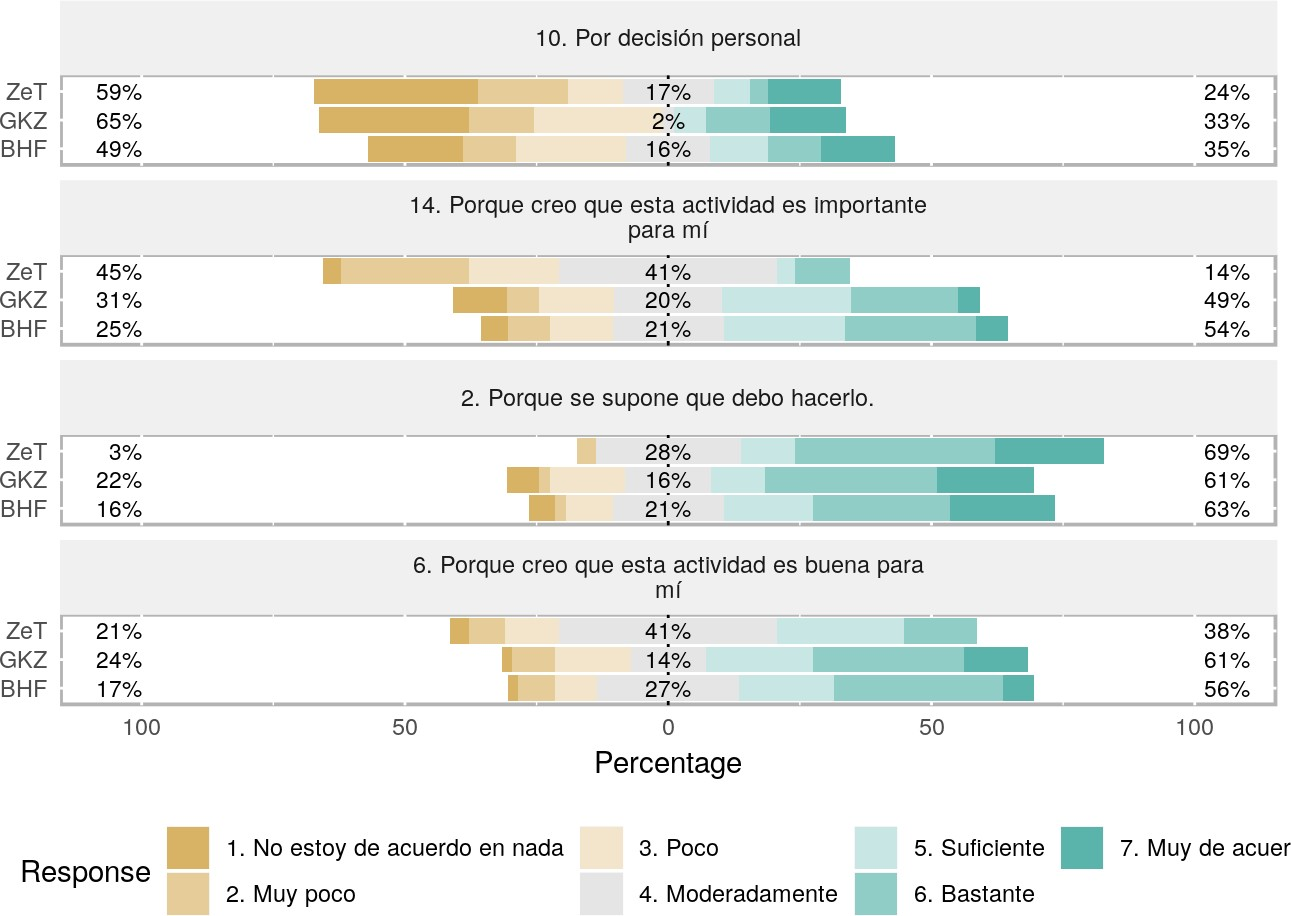 10. Por decisión personal
ZeT 59% 17% 24%
GKZ 65% 2% 33%
BHF 49% 16% 35%
14. Porque creo que esta actividad es importante
para mí
ZeT 45% 41% 14%
GKZ 31% 20% 49%
BHF 25% 21% 54%
2. Porque se supone que debo hacerlo.
ZeT 3% 28% 69%
GKZ 22% 16% 61%
BHF 16% 21% 63%
6. Porque creo que esta actividad es buena para
mí
ZeT 21% 41% 38%
GKZ 24% 14% 61%
BHF 17% 27% 56%
100 50 0 50 100
Percentage
Response
1. No estoy de acuerdo en nada 3. Poco 5. Suficiente 7. Muy de acuer
2. Muy poco 4. Moderadamente 6. Bastante